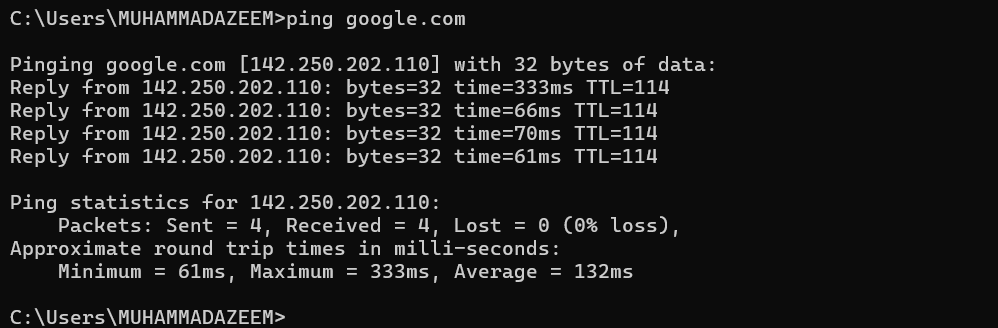 C:\Users\MUHAMMADAZEEM>ping google.com
Pinging google.com [142.250.202.110] with 32 bytes of data:
Reply from 142.250.202.110: bytes=32 time=333ms TTL=114
Reply from 142.250.202.110: bytes=32 time=66ms TTL=114
Reply from 142.250.202.110: bytes=32 time=70ms TTL=114
Reply from 142.250.202.110: bytes=32 time=61ms TTL=114
Ping statistics for 142.250.202.110:
    Packets: Sent = 4, Received = 4, Lost = 0 (0% loss),
Approximate round trip times in milli-seconds:
    Minimum = 61ms, Maximum = 333ms, Average = 132ms
C:\Users\MUHAMMADAZEEM>